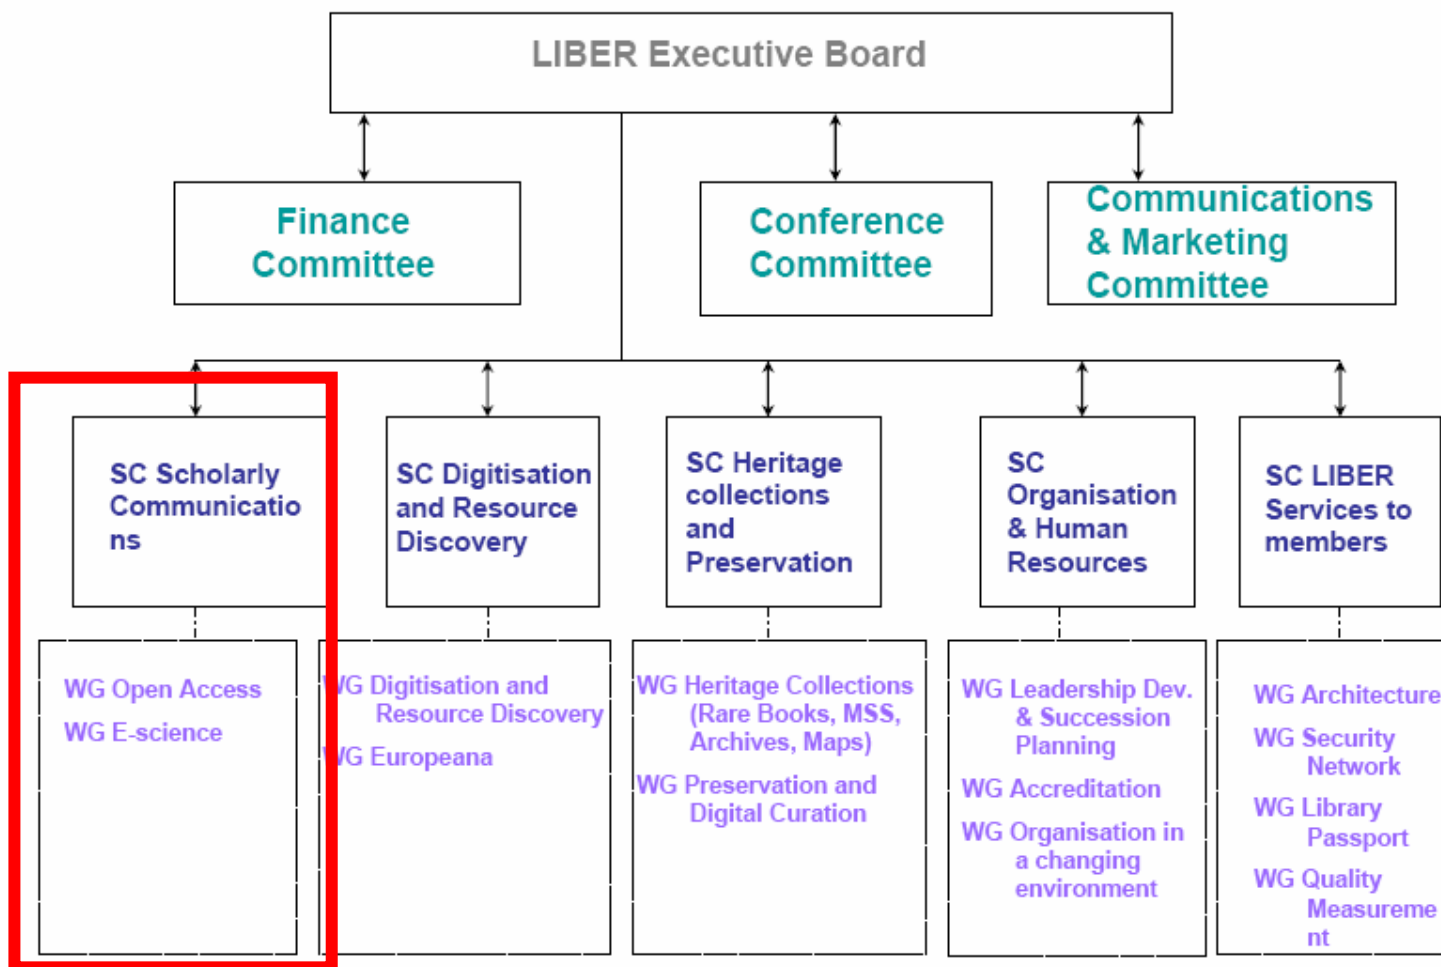 LIBER Executive Board
Finance
Committee
Conference
Committee
Communications
& Marketing
Committee
SC Scholarly
Communicatio
ns
SC Digitisation
and Resource
Discovery
SC Heritage
collections
and
Preservation
SC
Organisation
& Human
Resources
SC LIBER
Services to
members
WG Open Access
WG E-science
WG Digitisation and
Resource Discovery
WG Europeana
WG Heritage Collections
(Rare Books, MSS,
Archives, Maps)
WG Preservation and
Digital Curation
WG Leadership Dev.
& Succession
Planning
WG Accreditation
WG Organisation in
a changing
environment
WG Architecture
WG Security
Network
WG Library
Passport
WG Quality
Measureme
nt